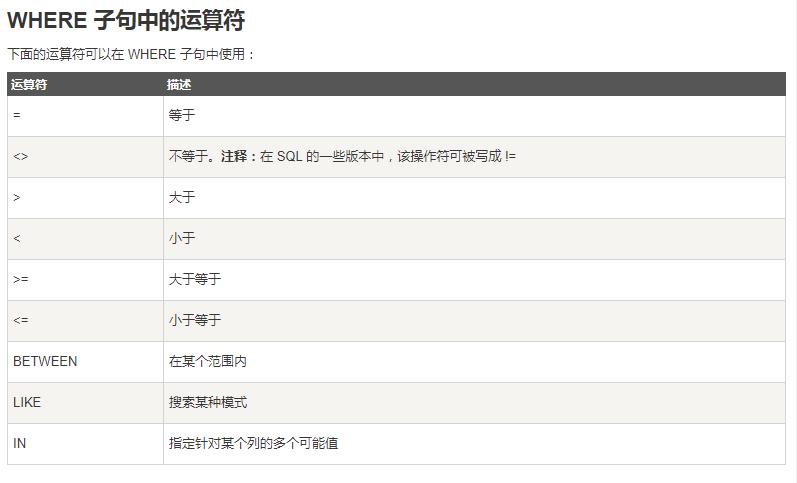 WHERE 子句中的运算符
下面的运算符可以在 WHERE 子句中使用：
运算符 描述
= 等于
<> 不等于。注释：在 SQL 的一些版本中，该操作符可被写成 !=
> 大于
< 小于
>= 大于等于
<= 小于等于
BETWEEN 在某个范围内
LIKE 搜索某种模式
IN 指定针对某个列的多个可能值